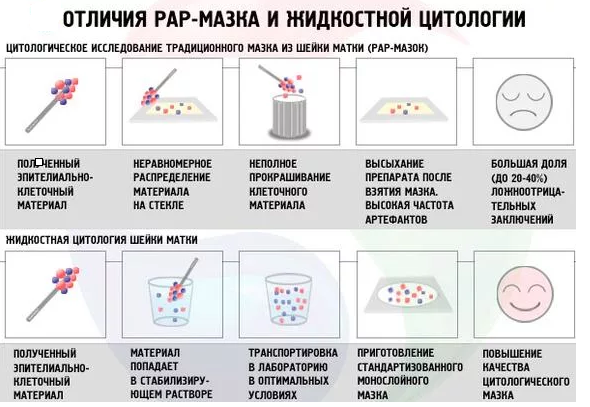 ОТЛИЧИЯ PAP-МАЗКА И ЖИДКОСТНОЙ ЦИТОЛОГИИ
ЦИТОЛОГИЧЕСКОЕ ИССЛЕДОВАНИЕ ТРАДИЦИОННОГО МАЗКА ИЗ ШЕЙКИ МАТКИ (PAP-МАЗОК)
ПОЛУЧЕННЫЙ
ЭПИТЕЛИАЛЬНО-
КЛЕТОЧНЫЙ
МАТЕРИАЛ
НЕРАВНОМЕРНОЕ
РАСПРЕДЕЛЕНИЕ
МАТЕРИАЛА
НА СТЕКЛЕ
НЕПОЛНОЕ
ПРОКРАШИВАНИЕ
КЛЕТОЧНОГО
МАТЕРИАЛА
ВЫСЫХАНИЕ
ПРЕПАРАТА ПОСЛЕ
ВЗЯТИЯ МАЗКА.
ВЫСОКАЯ ЧАСТОТА
АРТЕФАКТОВ
БОЛЬШАЯ ДОЛЯ
(ДО 20-40%)
ЛОЖНООТРИЦА-
ТЕЛЬНЫХ
ЗАКЛЮЧЕНИЙ
ЖИДКОСТНАЯ ЦИТОЛОГИЯ ШЕЙКИ МАТКИ
ПОЛУЧЕННЫЙ
ЭПИТЕЛИАЛЬНО-
КЛЕТОЧНЫЙ
МАТЕРИАЛ
МАТЕРИАЛ
ПОПАДАЕТ
В СТАБИЛИЗИРУ-
ЮЩЕМ РАСТВОРЕ
ТРАНСПОРТИРОВКА
В ЛАБОРАТОРИЮ
В ОПТИМАЛЬНЫХ
УСЛОВИЯХ
ПРИГОТОВЛЕНИЕ
СТАНДАРТИЗОВАННОГО
МОНОСЛОЙНОГО
МАЗКА
ПОВЫШЕНИЕ
КАЧЕСТВА
ЦИТОЛОГИЧЕСКОГО
МАЗКА